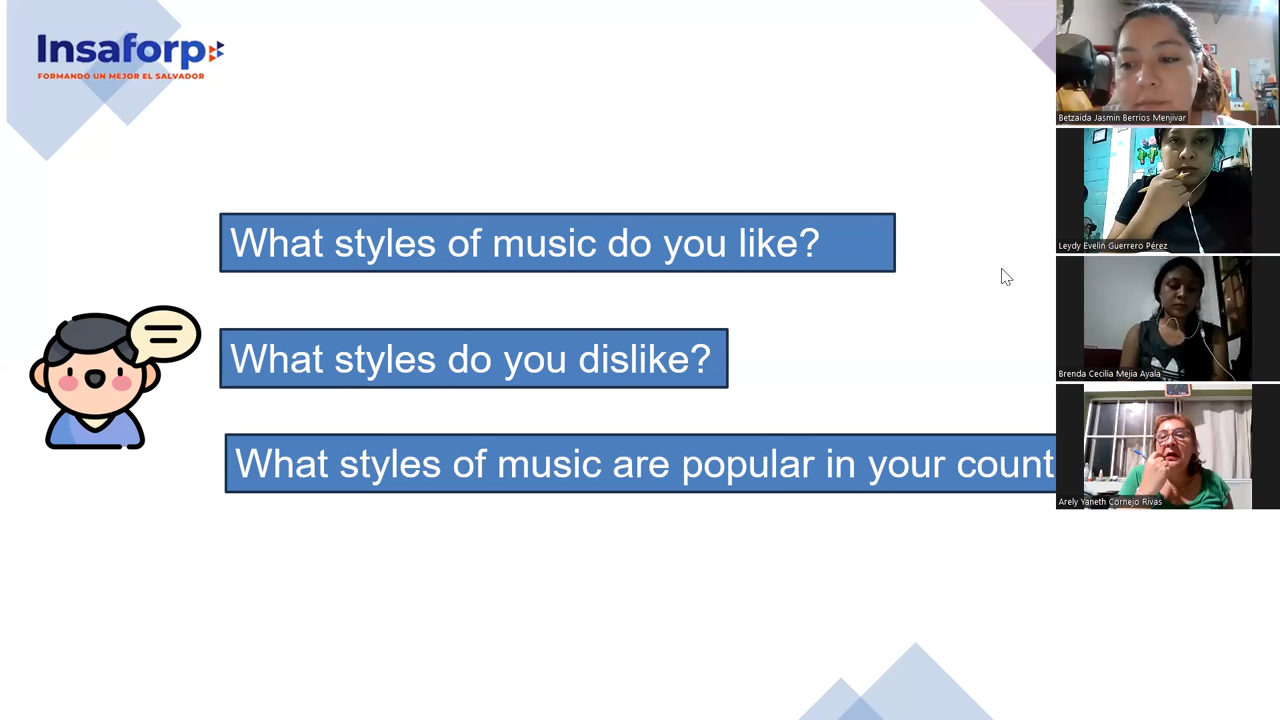 Insaforp
FORMANDO UN MEJOR EL SALVADOR
What styles of music do you like?
What styles do you dislike?
What styles of music are popular in your count
Betzaida Jasmin Berrios Menjivar
Leydy Evelin Guerrero Pérez
Brenda Cecilia Mejia Ayala
Arely Yaneth Cornejo Rivas